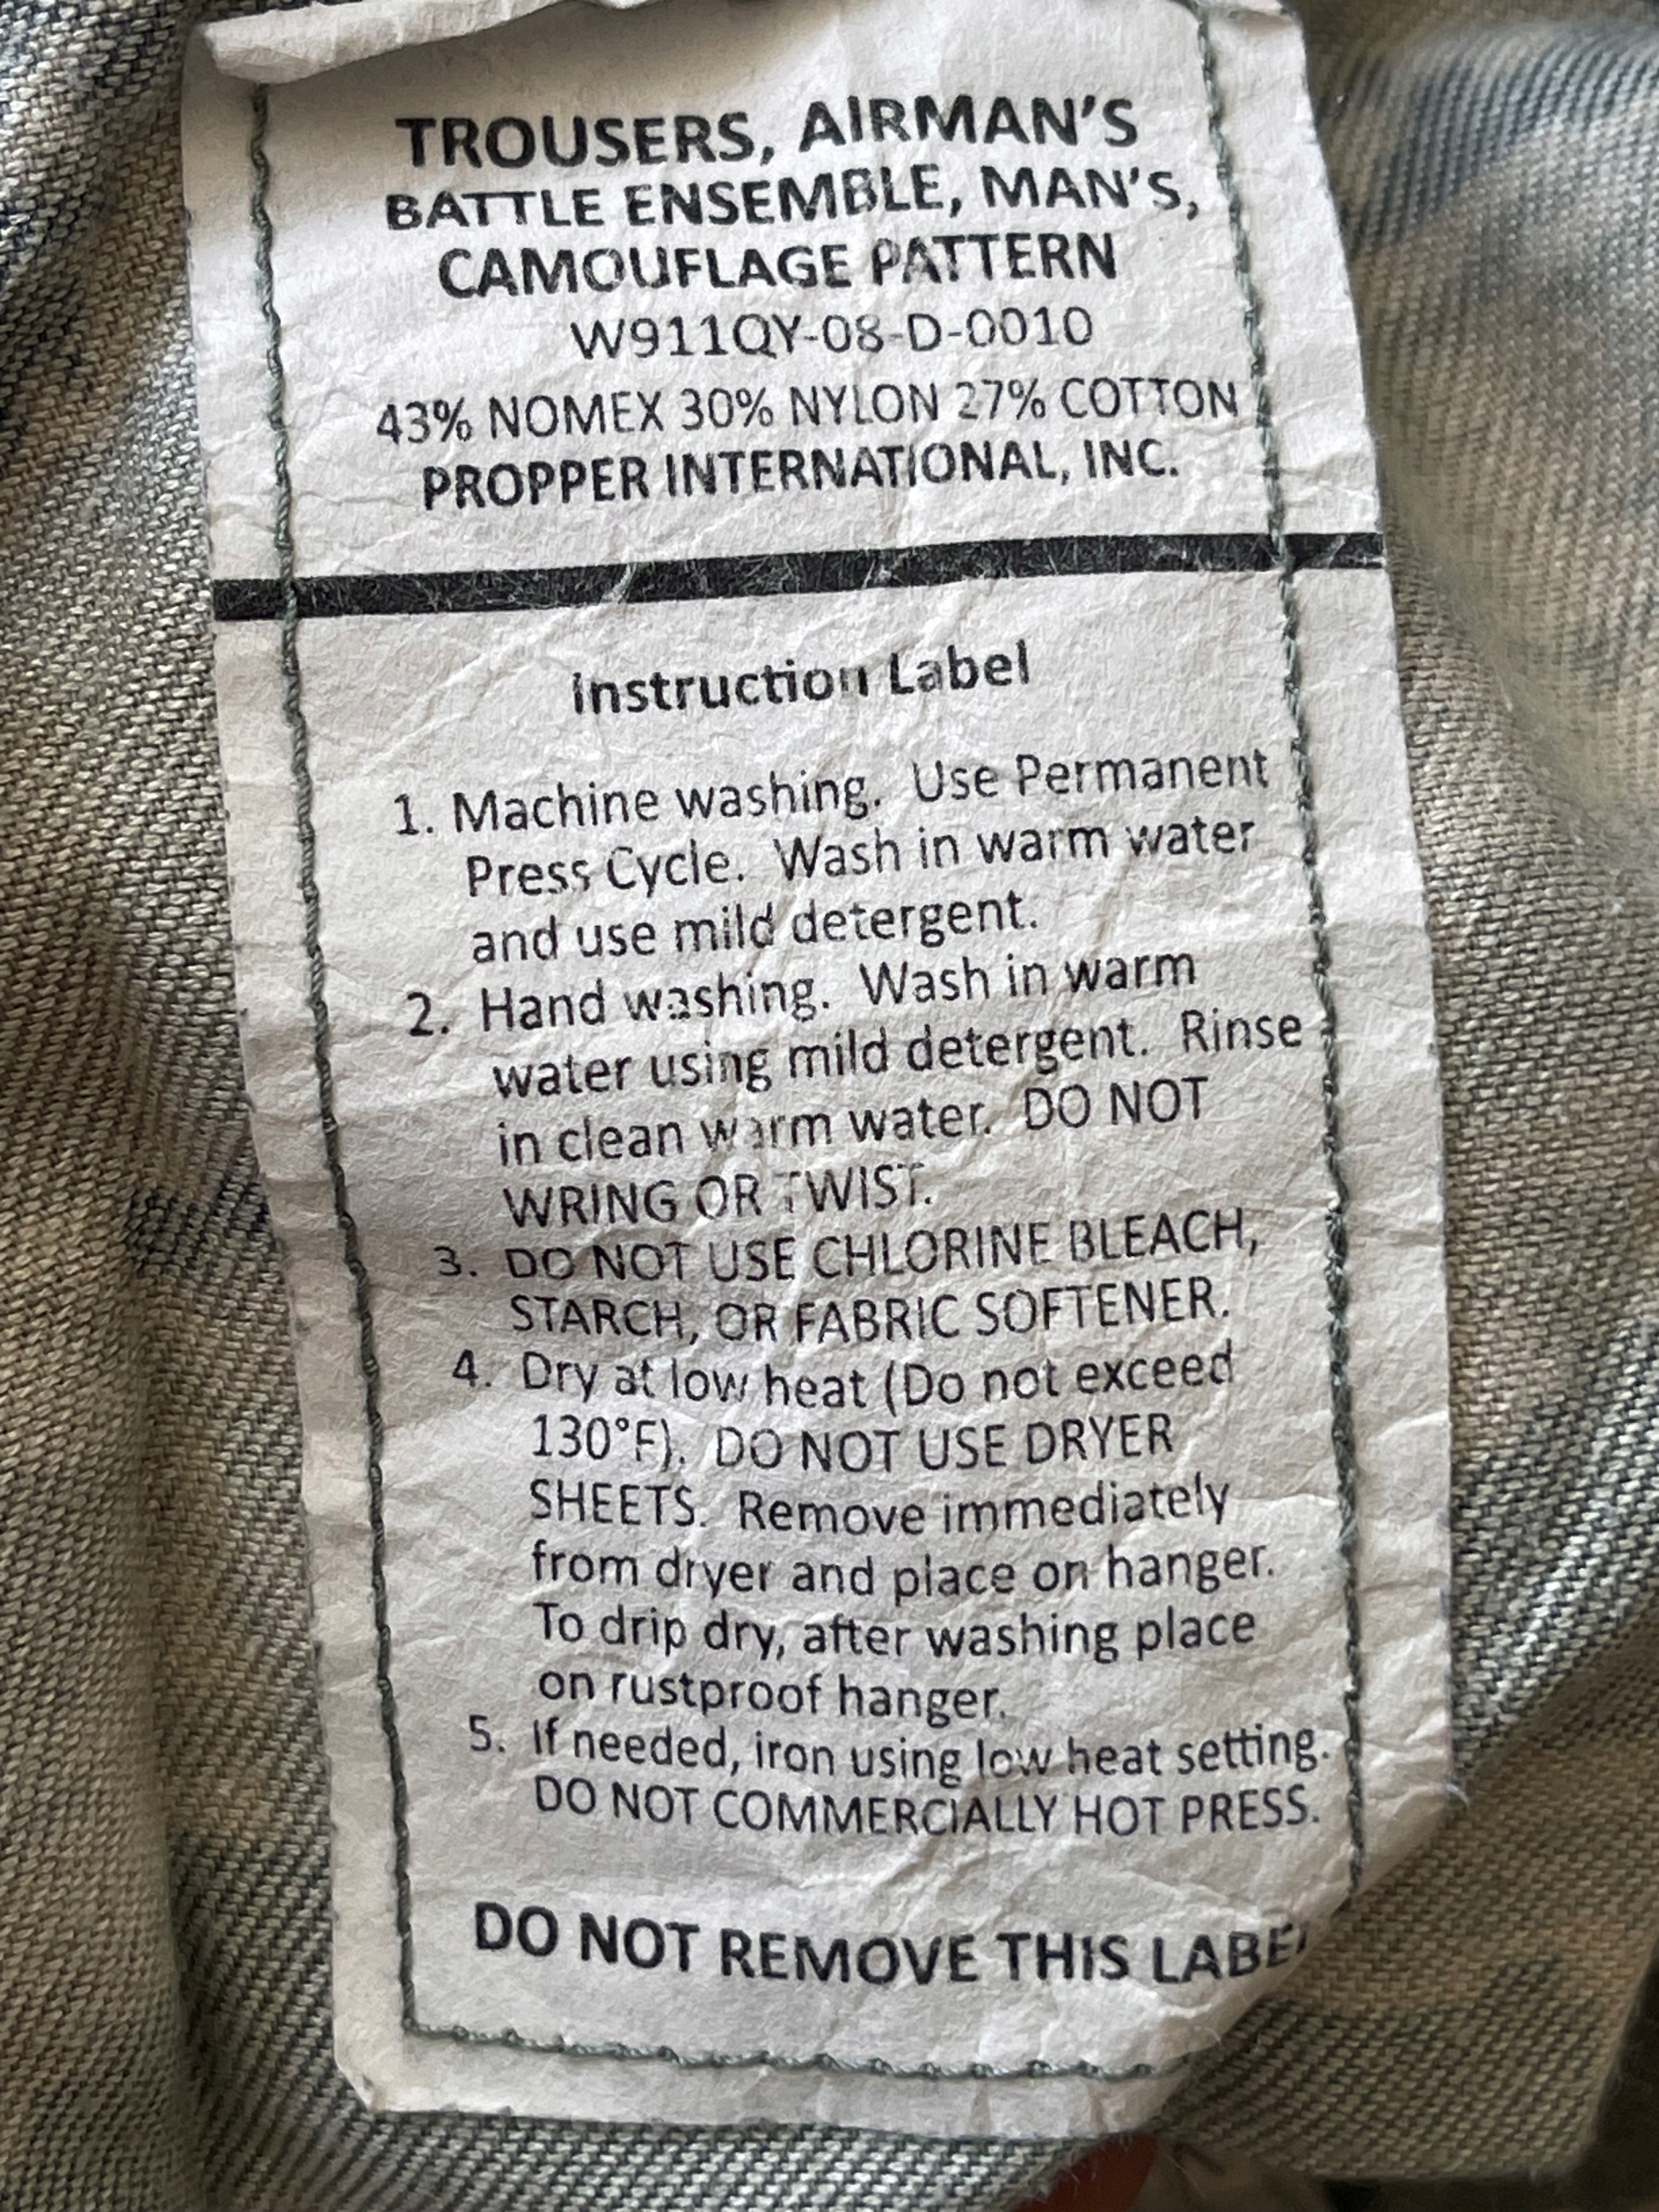 TROUSERS, AIRMAN'S
BATTLE ENSEMBLE, MAN'S,
CAMOUFLAGE PATTERN
W911QY-08-D-0010
43% NOMEX 30% NYLON 27% COTTON
PROPPER INTERNATIONAL, INC.
Instruction Label
1. Machine washing. Use Permanent
Press Cycle. Wash in warm water
and use mild detergent.
2. Hand washing. Wash in warm
water using mild detergent. Rinse
in clean warm water. DO NOT
WRING OR TWIST.
3. DO NOT USE CHLORINE BLEACH,
STARCH, OR FABRIC SOFTENER.
4. Dry at low heat (Do not exceed
130°F). DO NOT USE DRYER
SHEETS. Remove immediately
from dryer and place on hanger.
To drip dry, after washing place
on rustproof hanger.
5. If needed, iron using low heat setting.
DO NOT COMMERCIALLY HOT PRESS.
DO NOT REMOVE THIS LABEL